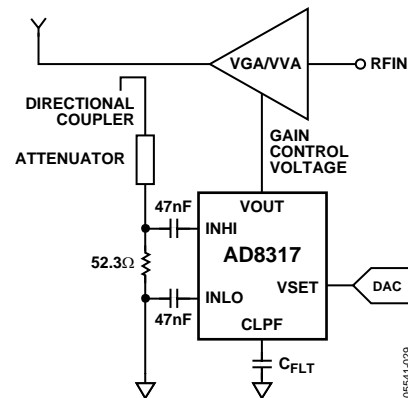 VGA/VVA
RFIN
DIRECTIONAL
COUPLER
ATTENUATOR
GAIN
CONTROL
VOLTAGE
47nF
INHI
VOUT
AD8317
52.3Ω
VSET
DAC
INLO
47nF
CLPF
CFLT
05541-029